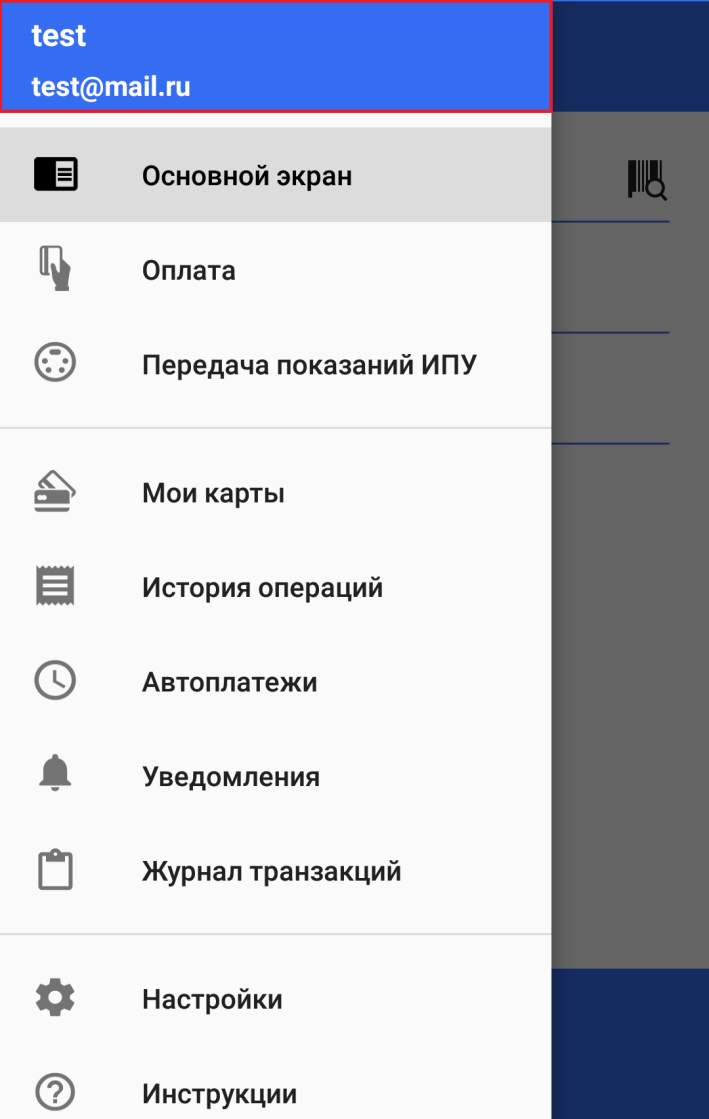 test
test@mail.ru
Основной экран
Оплата
Передача показаний ИПУ
Мои карты
История операций
Автоплатежи
Уведомления
Журнал транзакций
Настройки
Инструкции